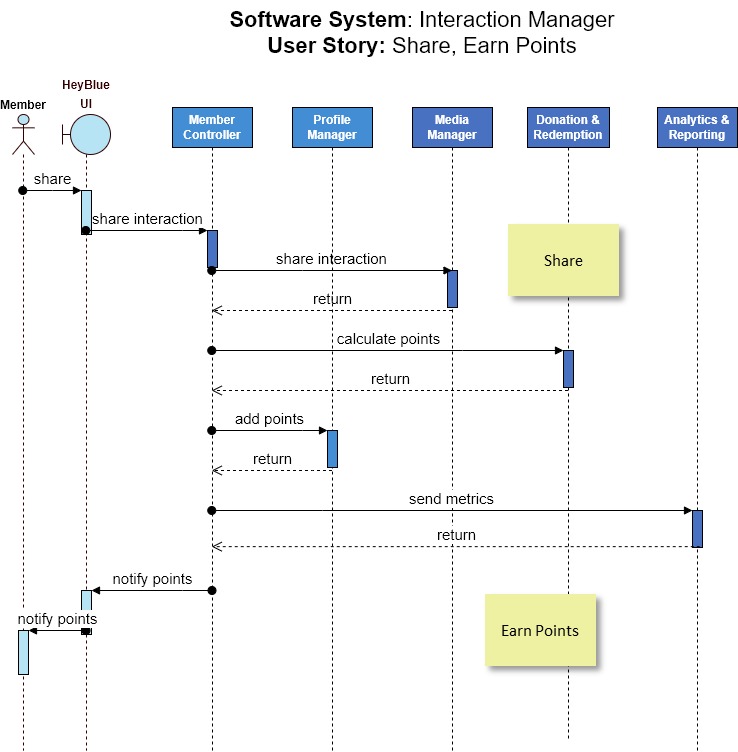 Software System: Interaction Manager
User Story: Share, Earn Points
HeyBlue
UI
Member
Member
Controller
Profile
Manager
Media
Manager
Donation &
Redemption
Analytics &
Reporting
share
share interaction
share interaction
Share
return
calculate points
return
add points
return
send metrics
return
notify points
notify points
Earn Points